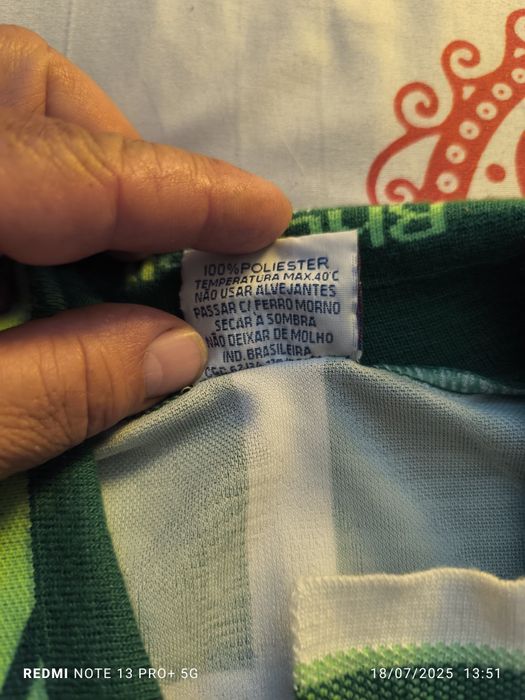 100% POLIESTER
TEMPERATURA MAX.40°C
NÃO USAR ALVEJANTES
PASSAR C/ FERRO MORNO
SECAR À SOMBRA
NÃO DEIXAR DE MOLHO
IND. BRASILEIRA
REDMI NOTE 13 PRO+ 5G
18/07/2025 13:51